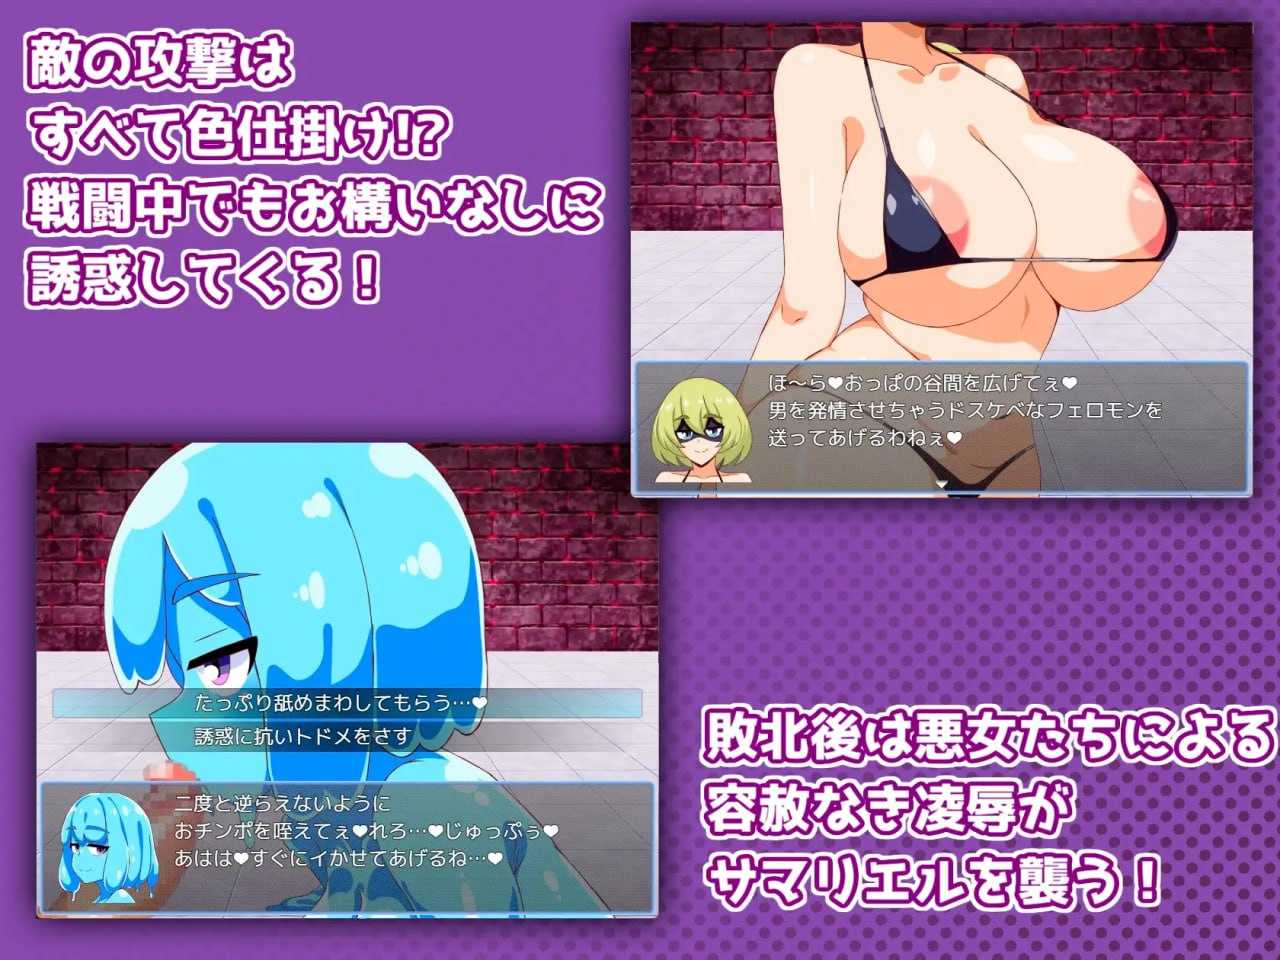 敵の攻撃は
すべて色仕掛け!?
戦闘中でもお構いなしに
誘惑してくる！
ほ～ら♥おっぱの谷間を広げてぇ♥
男を発情させちゃうドスケベなフェロモンを
送ってあげるわねぇ♥
たっぷり舐めまわしてもらう…♥
誘惑に抗いトドメをさす
二度と逆らえないように
おチンポを咥えてぇ♥れろ…♥じゅっぷぅ♥
あはは♥すぐにイかせてあげるね…♥
敗北後は悪女たちによる
容赦なき凌辱が
サマリエルを襲う！